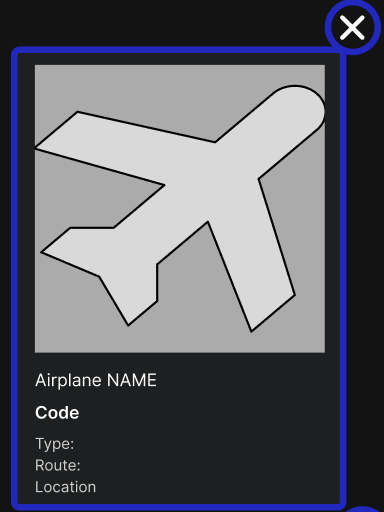 Airplane NAME
Code
Type:
Route:
Location